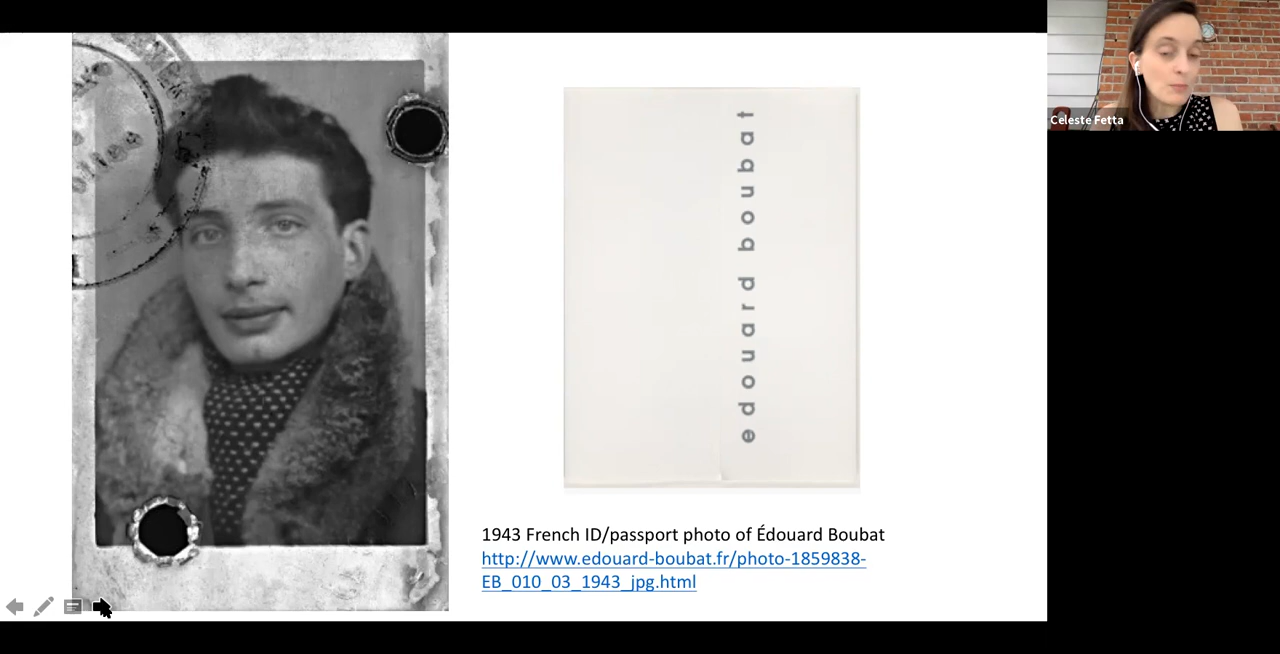 edouard boubat
1943 French ID/passport photo of Édouard Boubat
http://www.edouard-boubat.fr/photo-1859838-
EB_010_03_1943_jpg.html
Celeste Fetta